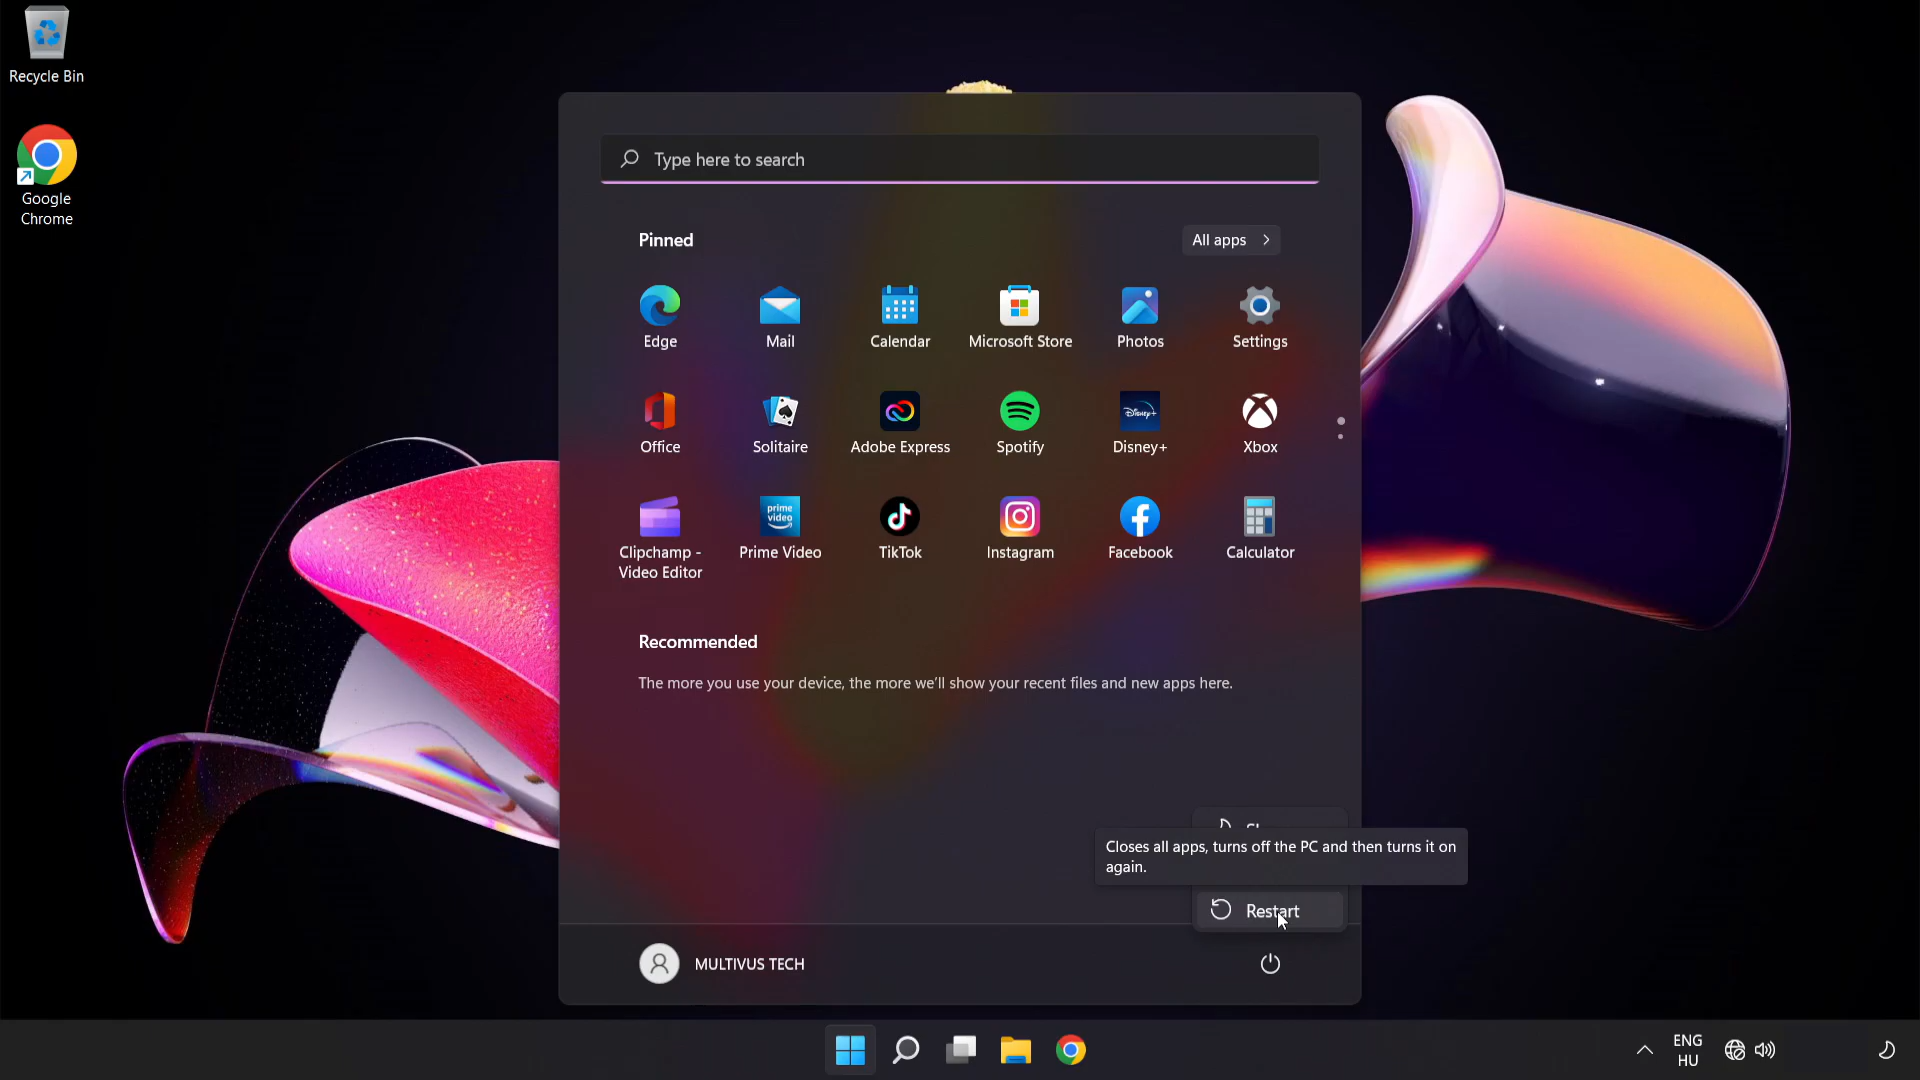 Recycle Bin
Google
Chrome
Type here to search
Pinned
All apps
Edge
Mail
Calendar
Microsoft Store
Photos
Settings
Office
Solitaire
Adobe Express
Spotify
Disney+
Disney+
Xbox
prime
video
Clipchamp -
Video Editor
Prime Video
TikTok
Instagram
Facebook
Calculator
Recommended
The more you use your device, the more we'll show your recent files and new apps here.
Closes all apps, turns off the PC and then turns it on
again.
Restart
MULTIVUS TECH
ENG
HU